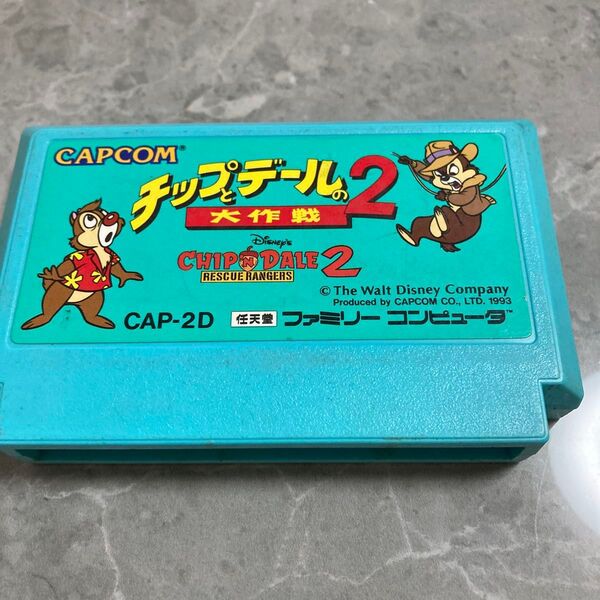 CAPCOM®
チップとデールの2
大作戦
DISNEY'S
CHIP 'N DALE 2
RESCUE RANGERS
© The Walt Disney Company
Produced by CAPCOM CO., LTD. 1993
CAP-2D 任天堂 ファミリー コンピュータ™